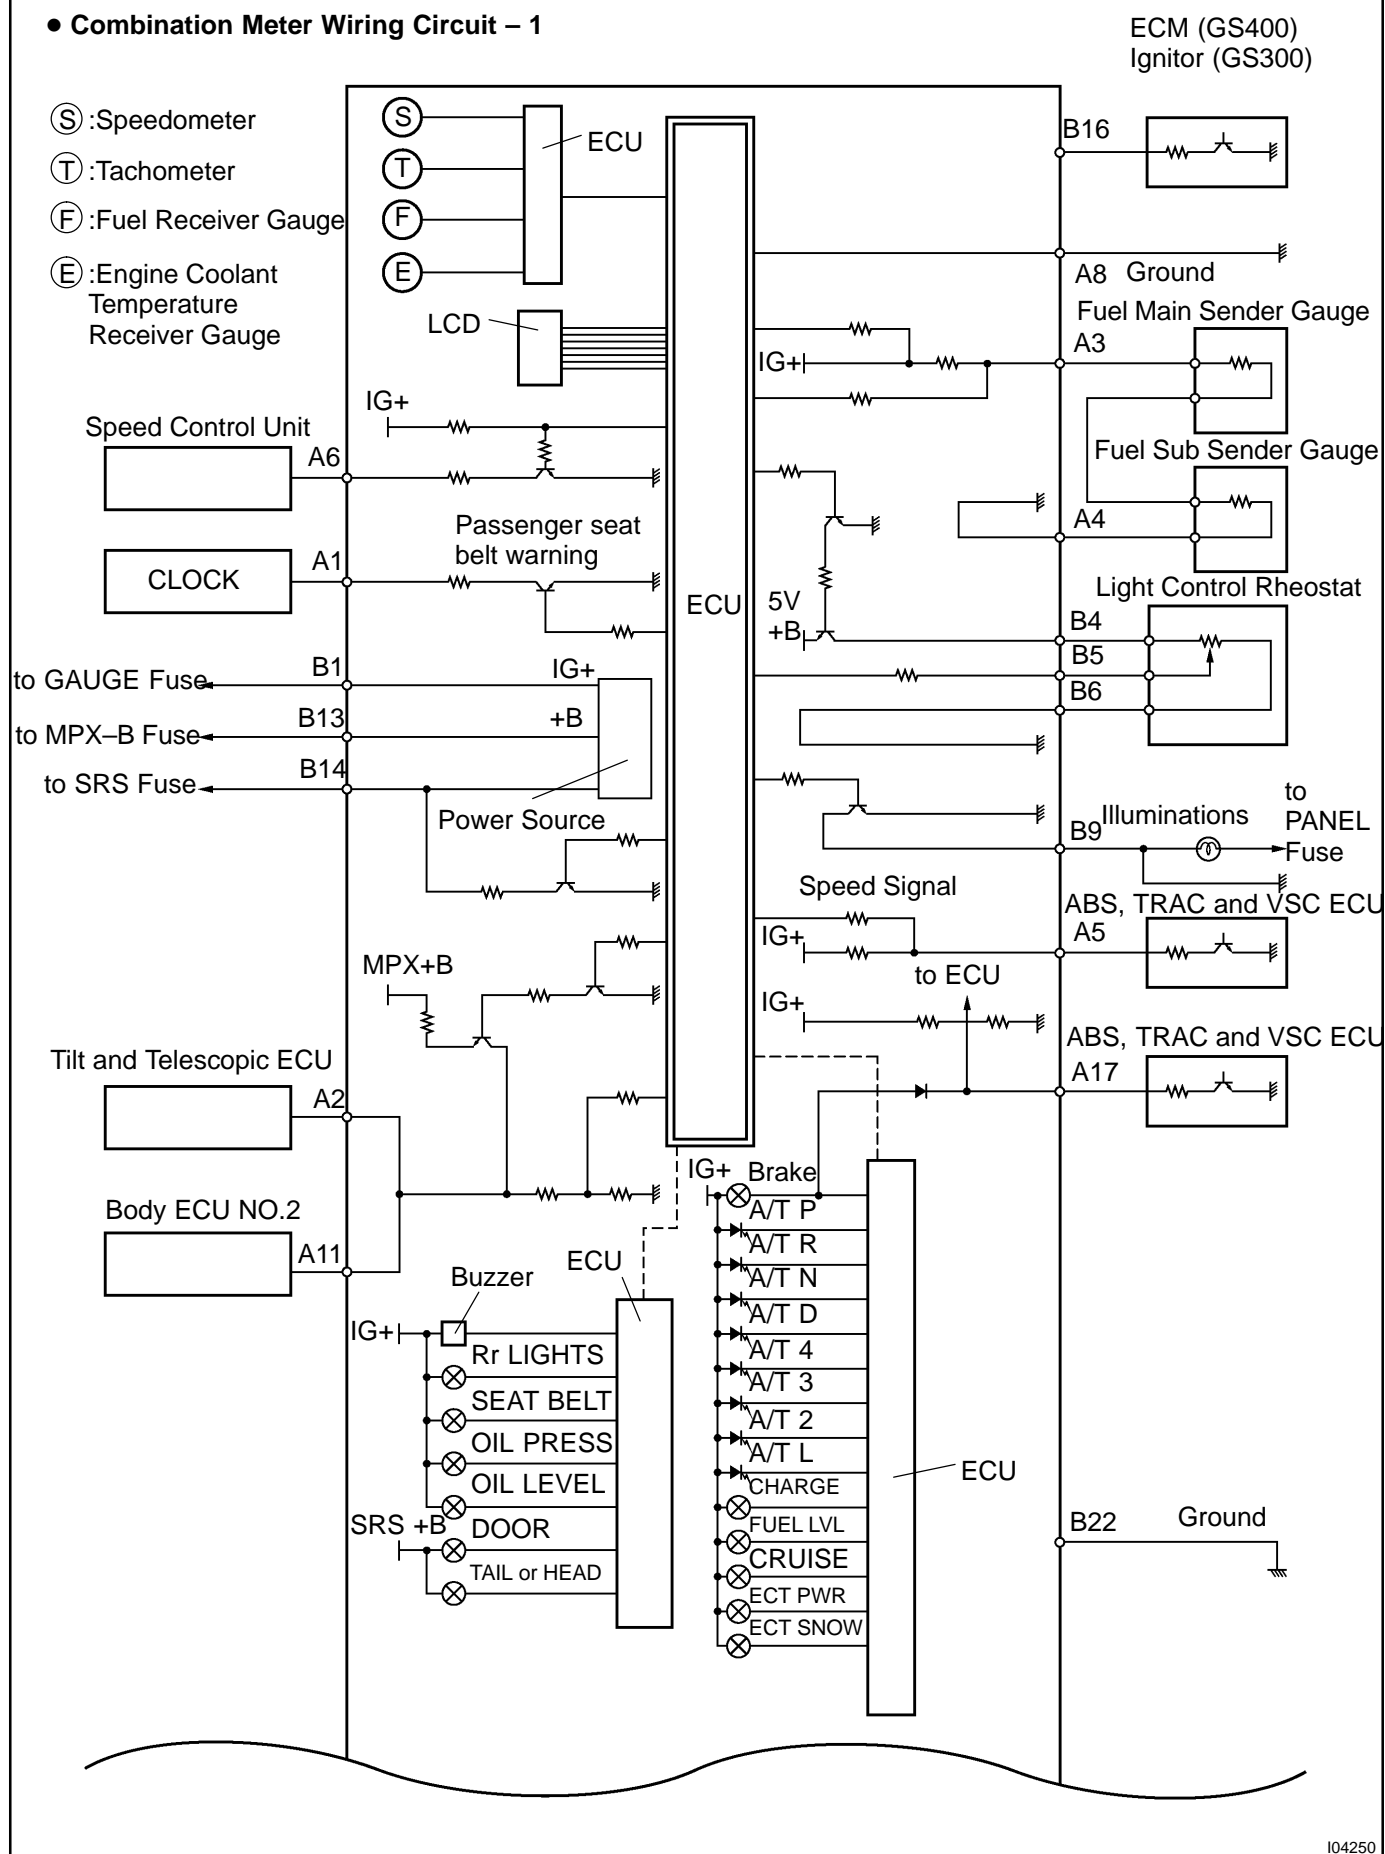 ● Combination Meter Wiring Circuit – 1
ECM (GS400)
Ignitor (GS300)
S :Speedometer
T :Tachometer
F :Fuel Receiver Gauge
E :Engine Coolant
Temperature
Receiver Gauge
S
T
F
E
ECU
LCD
IG+
Speed Control Unit
A6
Passenger seat
belt warning
CLOCK
A1
to GAUGE Fuse
B1
IG+
to MPX–B Fuse
B13
+B
to SRS Fuse
B14
Power Source
MPX+B
Tilt and Telescopic ECU
A2
Body ECU NO.2
A11
ECU
B16
A8 Ground
Fuel Main Sender Gauge
IG+
A3
Fuel Sub Sender Gauge
A4
Light Control Rheostat
5V
+B
B4
B5
B6
B9
Illuminations
to
PANEL
Fuse
Speed Signal
ABS, TRAC and VSC ECU
IG+
A5
to ECU
IG+
ABS, TRAC and VSC ECU
A17
Buzzer
ECU
IG+
Rr LIGHTS
SEAT BELT
OIL PRESS
OIL LEVEL
SRS +B
DOOR
TAIL or HEAD
IG+
Brake
A/T P
A/T R
A/T N
A/T D
A/T 4
A/T 3
A/T 2
A/T L
CHARGE
FUEL LVL
CRUISE
ECT PWR
ECT SNOW
ECU
B22
Ground
I04250